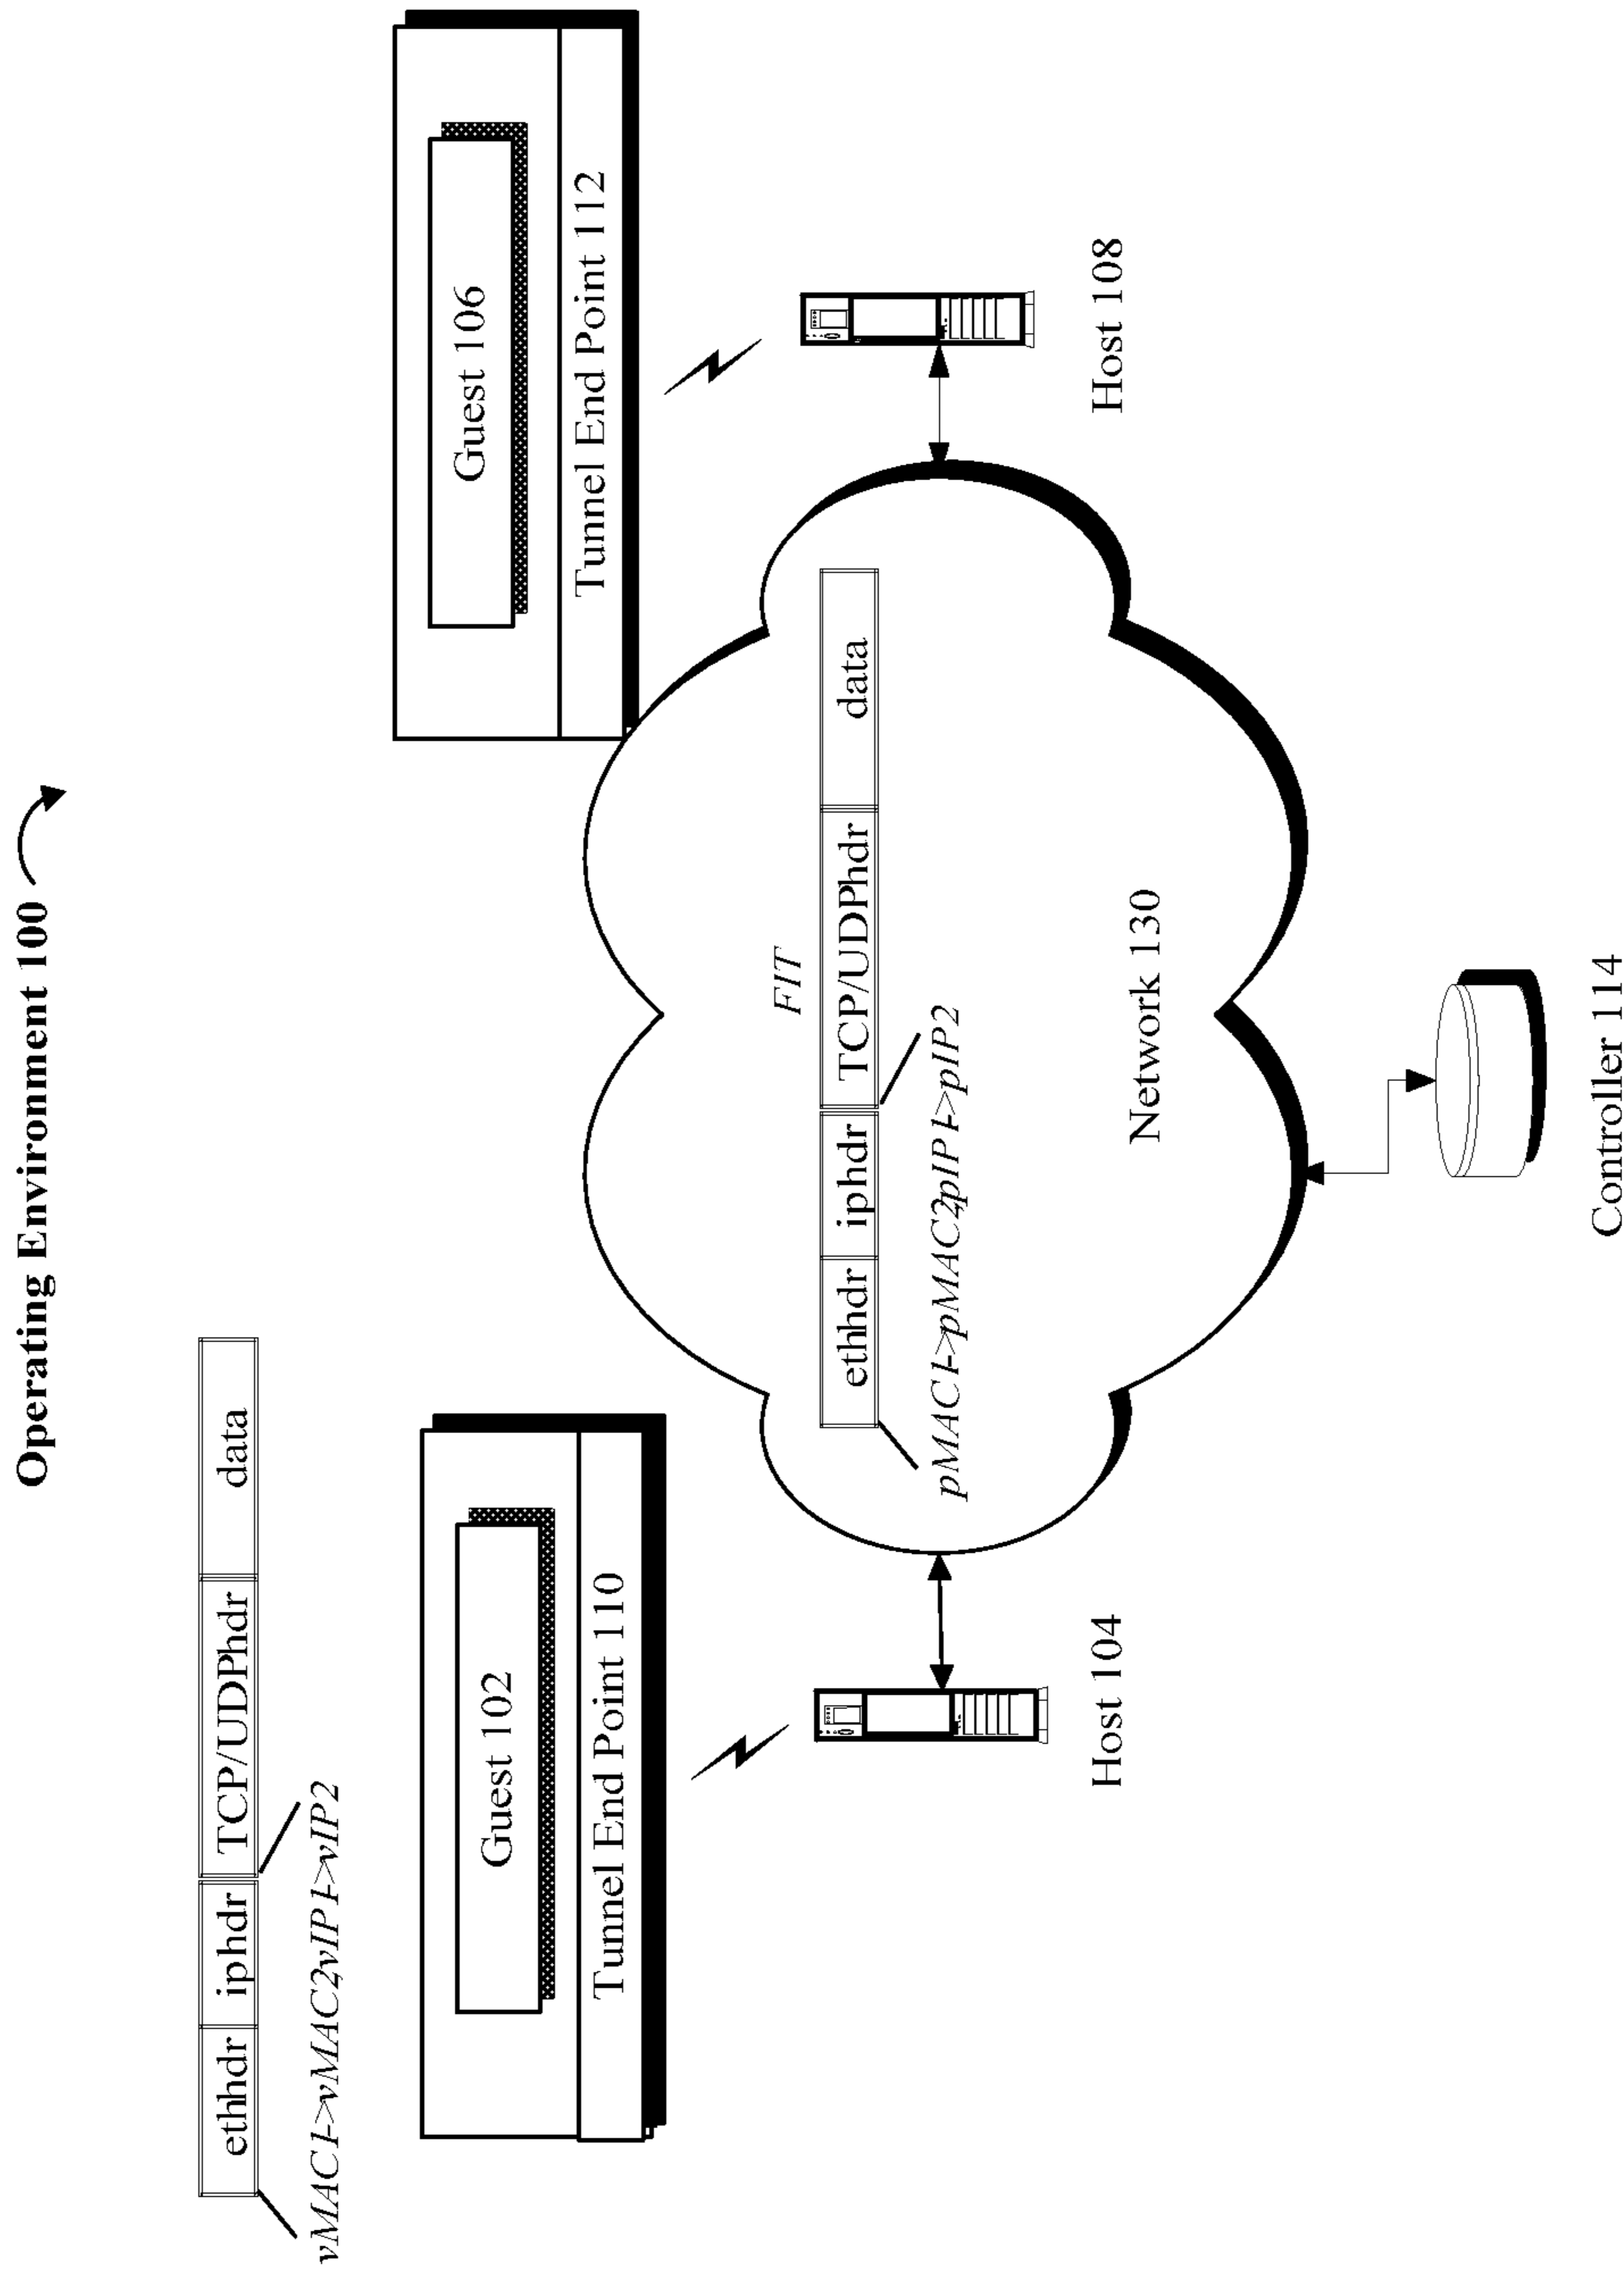 Operating Environment 100
ethhdr iphdr TCP/UDPhdr data
vMAC1->vMAC2 vIP1->vIP2
Guest 102
Tunnel End Point 110
Guest 106
Tunnel End Point 112
FIT
ethhdr iphdr TCP/UDPhdr data
pMAC1->pMAC2 pIP1->pIP2
Host 104
Host 108
Network 130
Controller 114